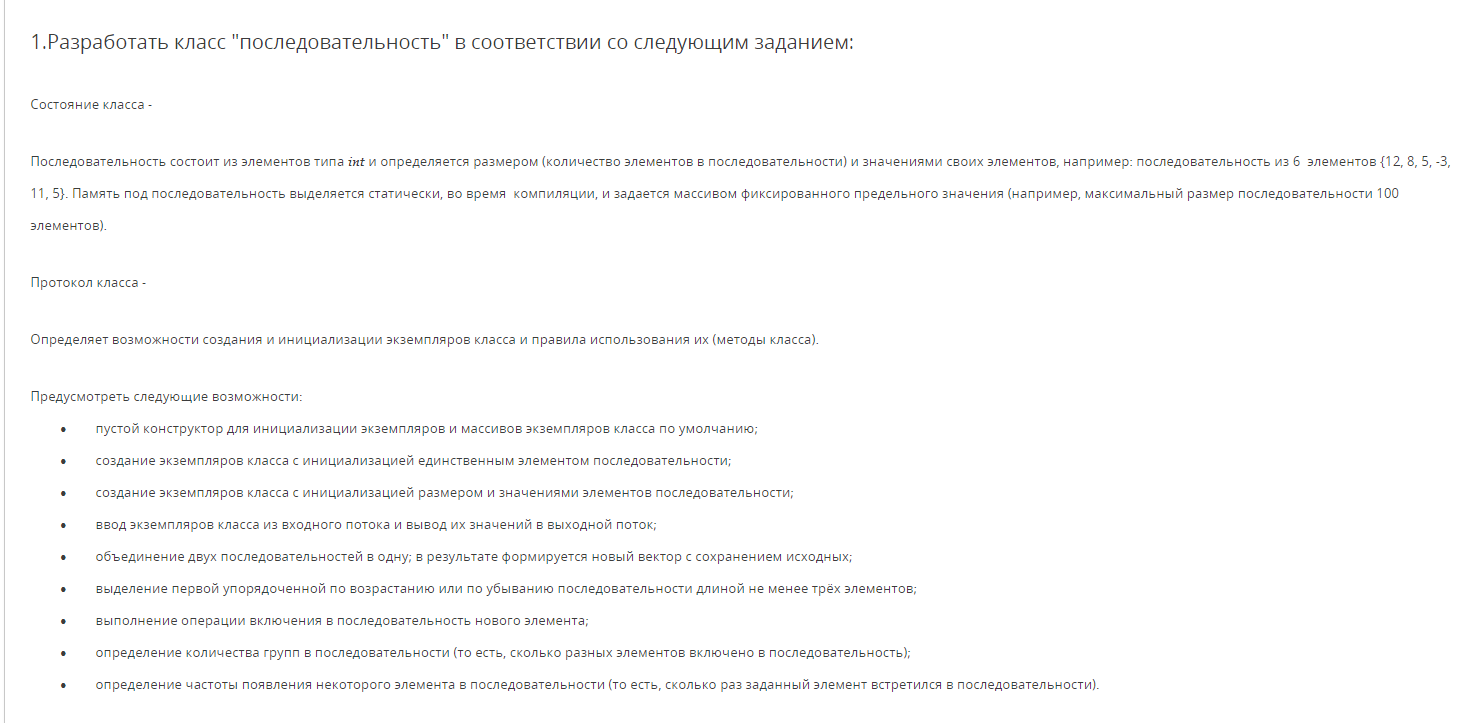 1.Разработать класс "последовательность" в соответствии со следующим заданием:
Состояние класса -
Последовательность состоит из элементов типа int и определяется размером (количество элементов в последовательности) и значениями своих элементов, например: последовательность из 6 элементов {12, 8, 5, -3,
11, 5}. Память под последовательность выделяется статически, во время компиляции, и задается массивом фиксированного предельного значения (например, максимальный размер последовательности 100
элементов).
Протокол класса -
Определяет возможности создания и инициализации экземпляров класса и правила использования их (методы класса).
Предусмотреть следующие возможности:
• пустой конструктор для инициализации экземпляров и массивов экземпляров класса по умолчанию;
• создание экземпляров класса с инициализацией единственным элементом последовательности;
• создание экземпляров класса с инициализацией размером и значениями элементов последовательности;
• ввод экземпляров класса из входного потока и вывод их значений в выходной поток;
• объединение двух последовательностей в одну; в результате формируется новый вектор с сохранением исходных;
• выделение первой упорядоченной по возрастанию или по убыванию последовательности длиной не менее трёх элементов;
• выполнение операции включения в последовательность нового элемента;
• определение количества групп в последовательности (то есть, сколько разных элементов включено в последовательность);
• определение частоты появления некоторого элемента в последовательности (то есть, сколько раз заданный элемент встретился в последовательности).